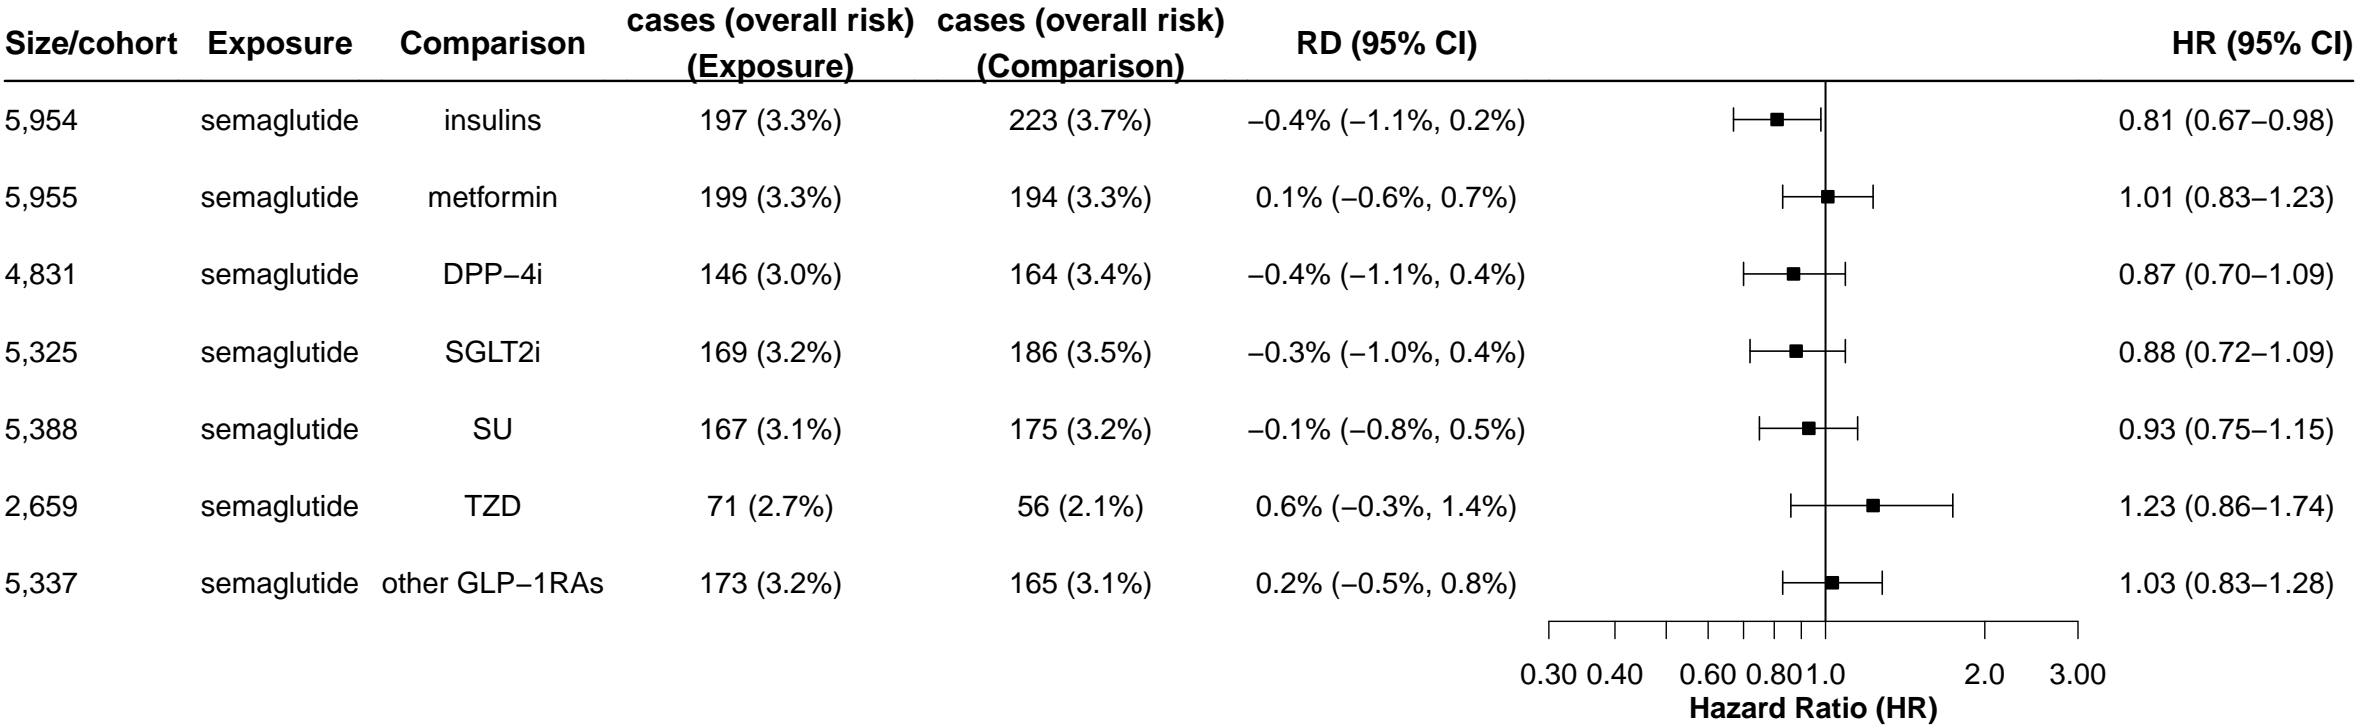 Size/cohort Exposure Comparison cases (overall risk) (Exposure) cases (overall risk) (Comparison) RD (95% CI) HR (95% CI)
5,954 semaglutide insulins 197 (3.3%) 223 (3.7%) −0.4% (−1.1%, 0.2%) 0.81 (0.67−0.98)
5,955 semaglutide metformin 199 (3.3%) 194 (3.3%) 0.1% (−0.6%, 0.7%) 1.01 (0.83−1.23)
4,831 semaglutide DPP−4i 146 (3.0%) 164 (3.4%) −0.4% (−1.1%, 0.4%) 0.87 (0.70−1.09)
5,325 semaglutide SGLT2i 169 (3.2%) 186 (3.5%) −0.3% (−1.0%, 0.4%) 0.88 (0.72−1.09)
5,388 semaglutide SU 167 (3.1%) 175 (3.2%) −0.1% (−0.8%, 0.5%) 0.93 (0.75−1.15)
2,659 semaglutide TZD 71 (2.7%) 56 (2.1%) 0.6% (−0.3%, 1.4%) 1.23 (0.86−1.74)
5,337 semaglutide other GLP−1RAs 173 (3.2%) 165 (3.1%) 0.2% (−0.5%, 0.8%) 1.03 (0.83−1.28)
0.30 0.40 0.60 0.80 1.0 2.0 3.00
Hazard Ratio (HR)